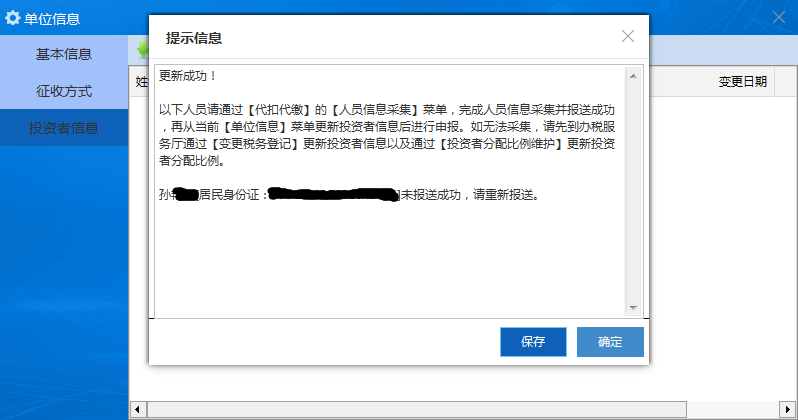 单位信息
基本信息
征收方式
投资者信息
姓
变更日期
提示信息
更新成功！
以下人员请通过【代扣代缴】的【人员信息采集】菜单，完成人员信息采集并报送成功
，再从当前【单位信息】菜单更新投资者信息后进行申报。如无法采集，请先到办税服
务厅通过【变更税务登记】更新投资者信息以及通过【投资者分配比例维护】更新投资
者分配比例。
孙 居民身份证： ]未报送成功，请重新报送。
保存
确定